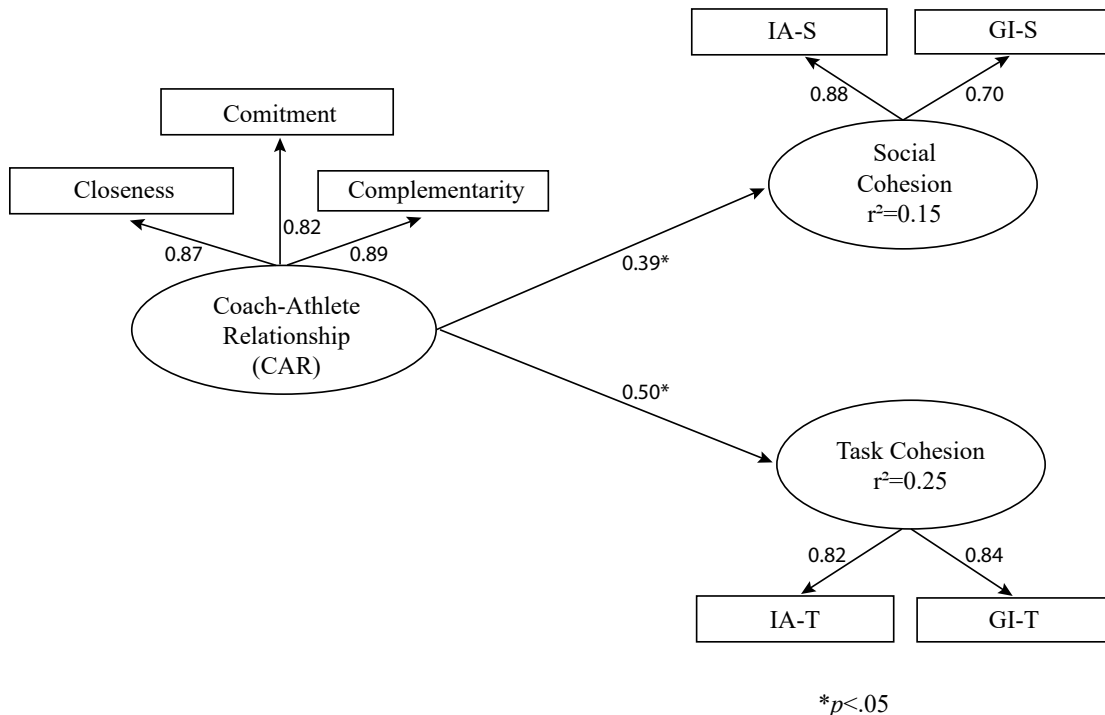 IA-S
GI-S
0.88
0.70
Comitment
Social
Cohesion
r²=0.15
Closeness
Complementarity
0.82
0.87
0.89
0.39*
Coach-Athlete
Relationship
(CAR)
0.50*
Task Cohesion
r²=0.25
0.82
0.84
IA-T
GI-T
*p<.05